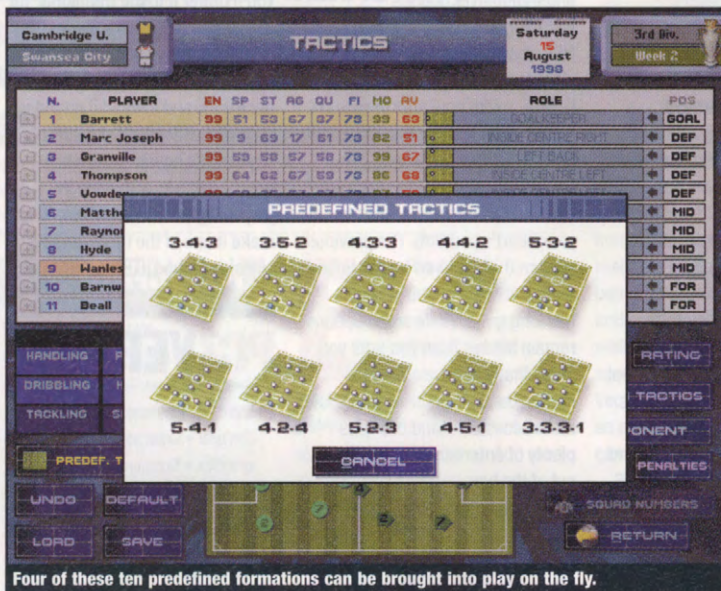 Cambridge U.
Swansea City
TACTICS
Saturday
15
August
1998
3rd Div.
Week 2
N. PLAYER EN SP ST AG QU FI MO AV ROLE POS
1 Barrett 99 51 53 67 37 73 99 63 GOALKEEPER GOAL
2 Marc Joseph 9 69 17 61 73 82 51 INSIDE CENTRE RIGHT DEF
3 Granville 99 59 58 57 58 70 99 67 LEFT BACK DEF
4 Thompson 99 64 62 67 59 73 86 68 INSIDE CENTRE LEFT DEF
5 Vowden DEF
6 MID
7 MID
8 Hyde MID
9 MID
10 FOR
11 Beall FOR
PREDEFINED TACTICS
3-4-3 3-5-2 4-3-3 4-4-2 5-3-2
5-4-1 4-2-4 5-2-3 4-5-1 3-3-3-1
CANCEL
HANDLING
DRIBBLING
TACKLING
RATING
TACTICS
PENALTIES
PREDEF.
UNDO DEFAULT
LOAD SAVE
SQUAD NUMBERS
RETURN
Four of these ten predefined formations can be brought into play on the fly.